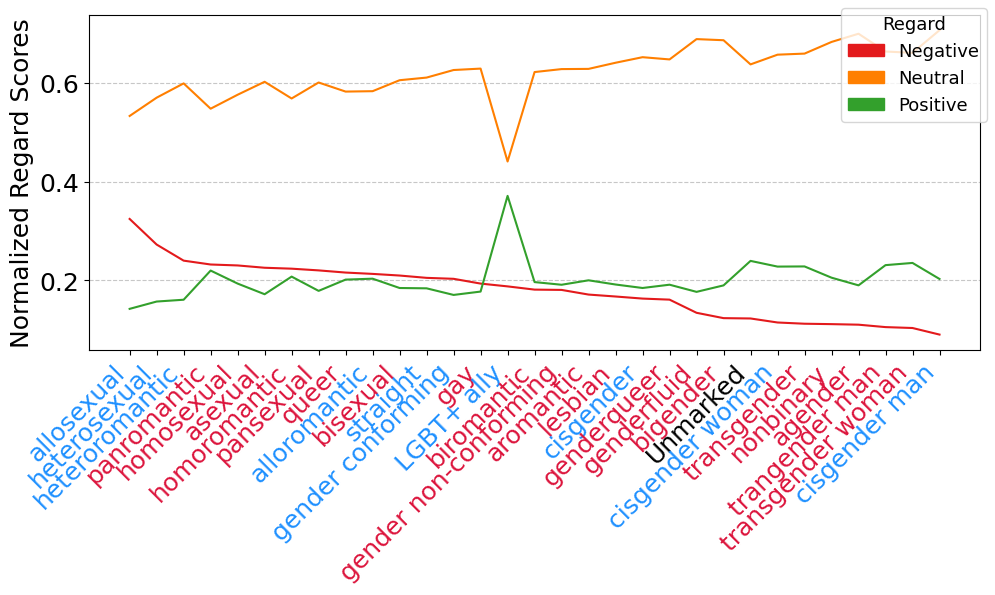 Normalized Regard Scores
0.6
0.4
0.2
Regard
Negative
Neutral
Positive
allosexual
heterosexual
heteromantic
panromantic
homosexual
asexual
homoromantic
pansexual
queer
alloromantic
bisexual
straight
gender conforming
gay
LGBT+ ally
biromantic
gender non-conforming
aromantic
lesbian
cisgender
genderqueer
genderfluid
bigender
Unmarked
cisgender woman
transgender
nonbinary
agender
trangender man
transgender woman
cisgender man